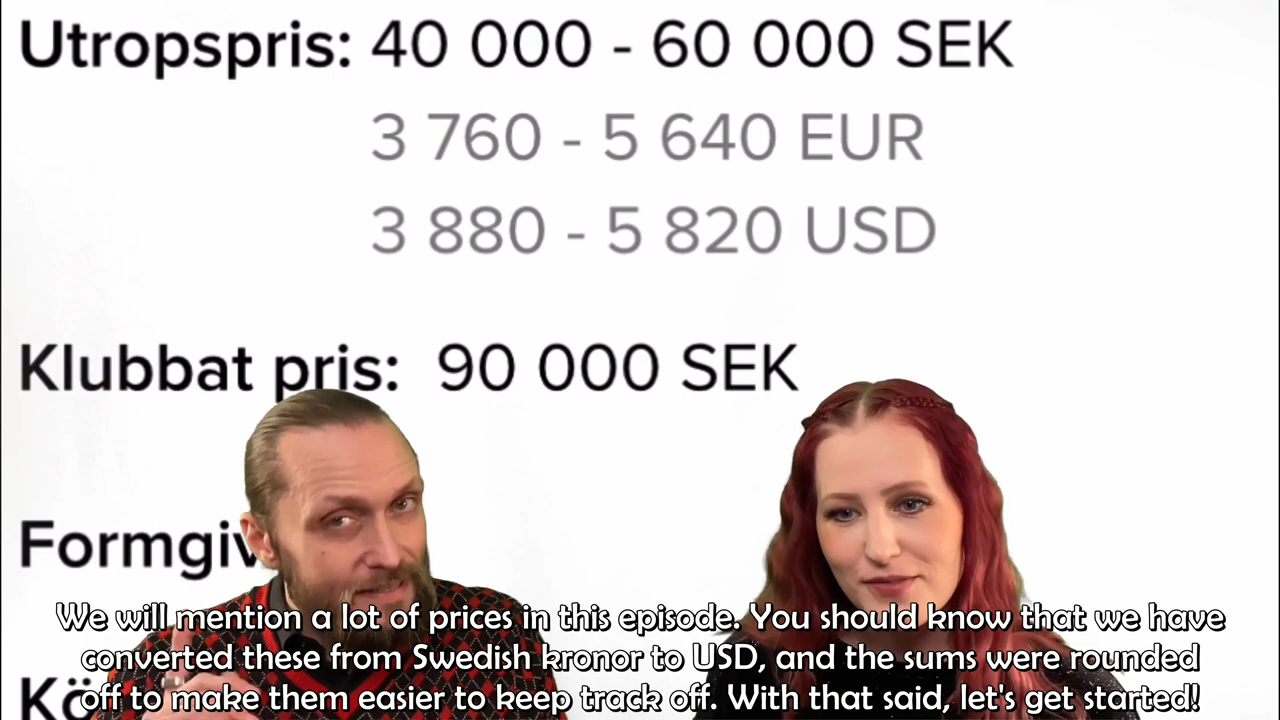 Utropspris: 40 000 - 60 000 SEK
3 760 - 5 640 EUR
3 880 - 5 820 USD
Klubbat pris: 90 000 SEK
Formgiv
Kö
We will mention a lot of prices in this episode. You should know that we have
converted these from Swedish kronor to USD, and the sums were rounded
off to make them easier to keep track off. With that said, let's get started!